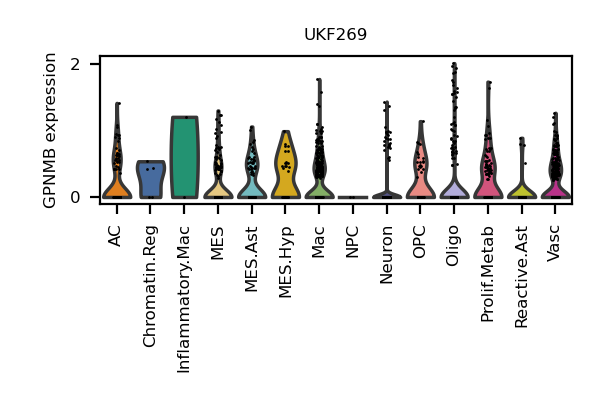 UKF269
GPNMB expression
2
0
AC
Chromatin.Reg
Inflammatory.Mac
MES
MES.Ast
MES.Hyp
Mac
NPC
Neuron
OPC
Oligo
Prolif.Metab
Reactive.Ast
Vasc